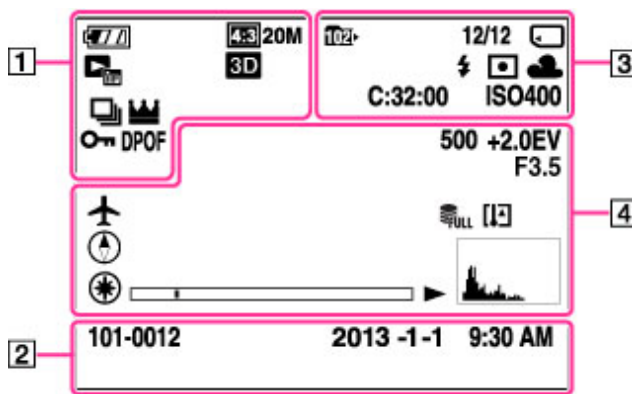 1
4:3 20M
3D
DPOF
3
102
12/12
C:32:00 ISO400
4
500 +2.0EV
F3.5
FULL
2
101-0012 2013 -1-1 9:30 AM